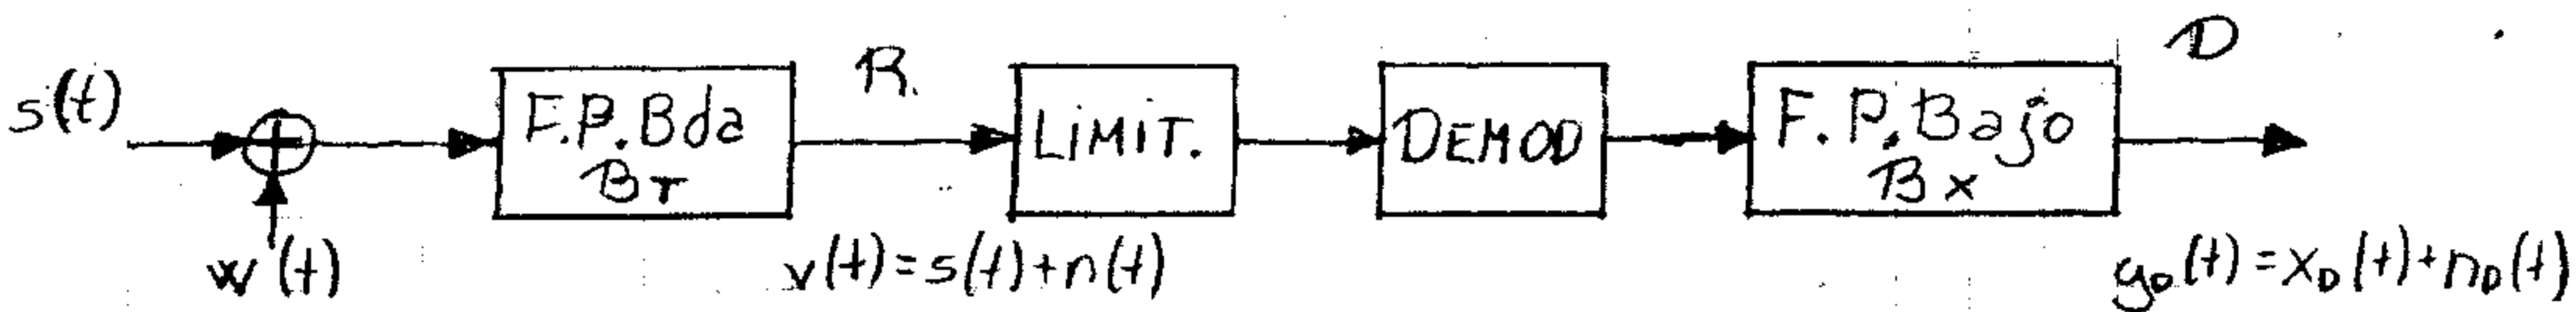 s(t)
w(t)
F.P.Bda
BT
R.
v(t)=s(t)+n(t)
LIMIT.
DEMOD
F.P.Bajo
Bx
D
yD(t)=xD(t)+nD(t)